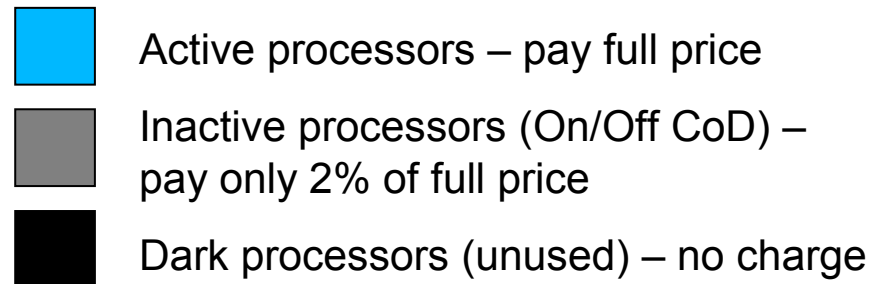 Active processors – pay full price
Inactive processors (On/Off CoD) –
pay only 2% of full price
Dark processors (unused) – no charge